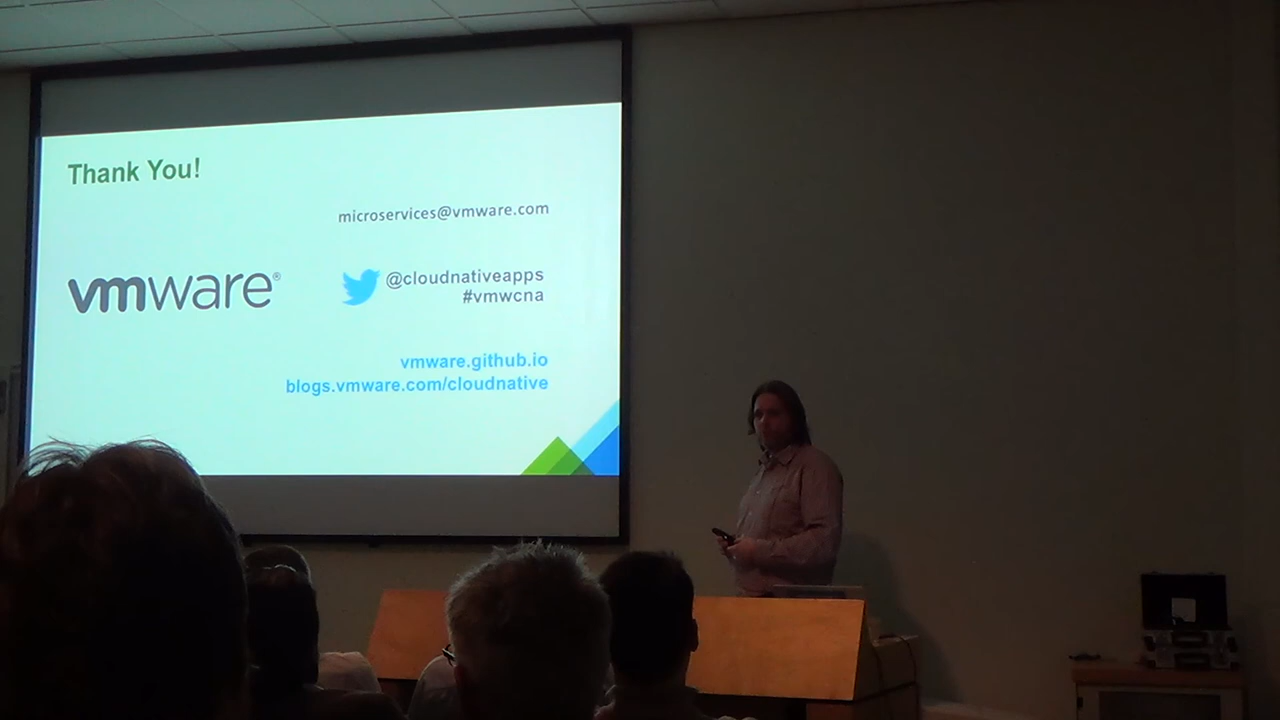 Thank You!
microservices@vmware.com
vmware®
@cloudnativeapps
#vmwcna
vmware.github.io
blogs.vmware.com/cloudnative